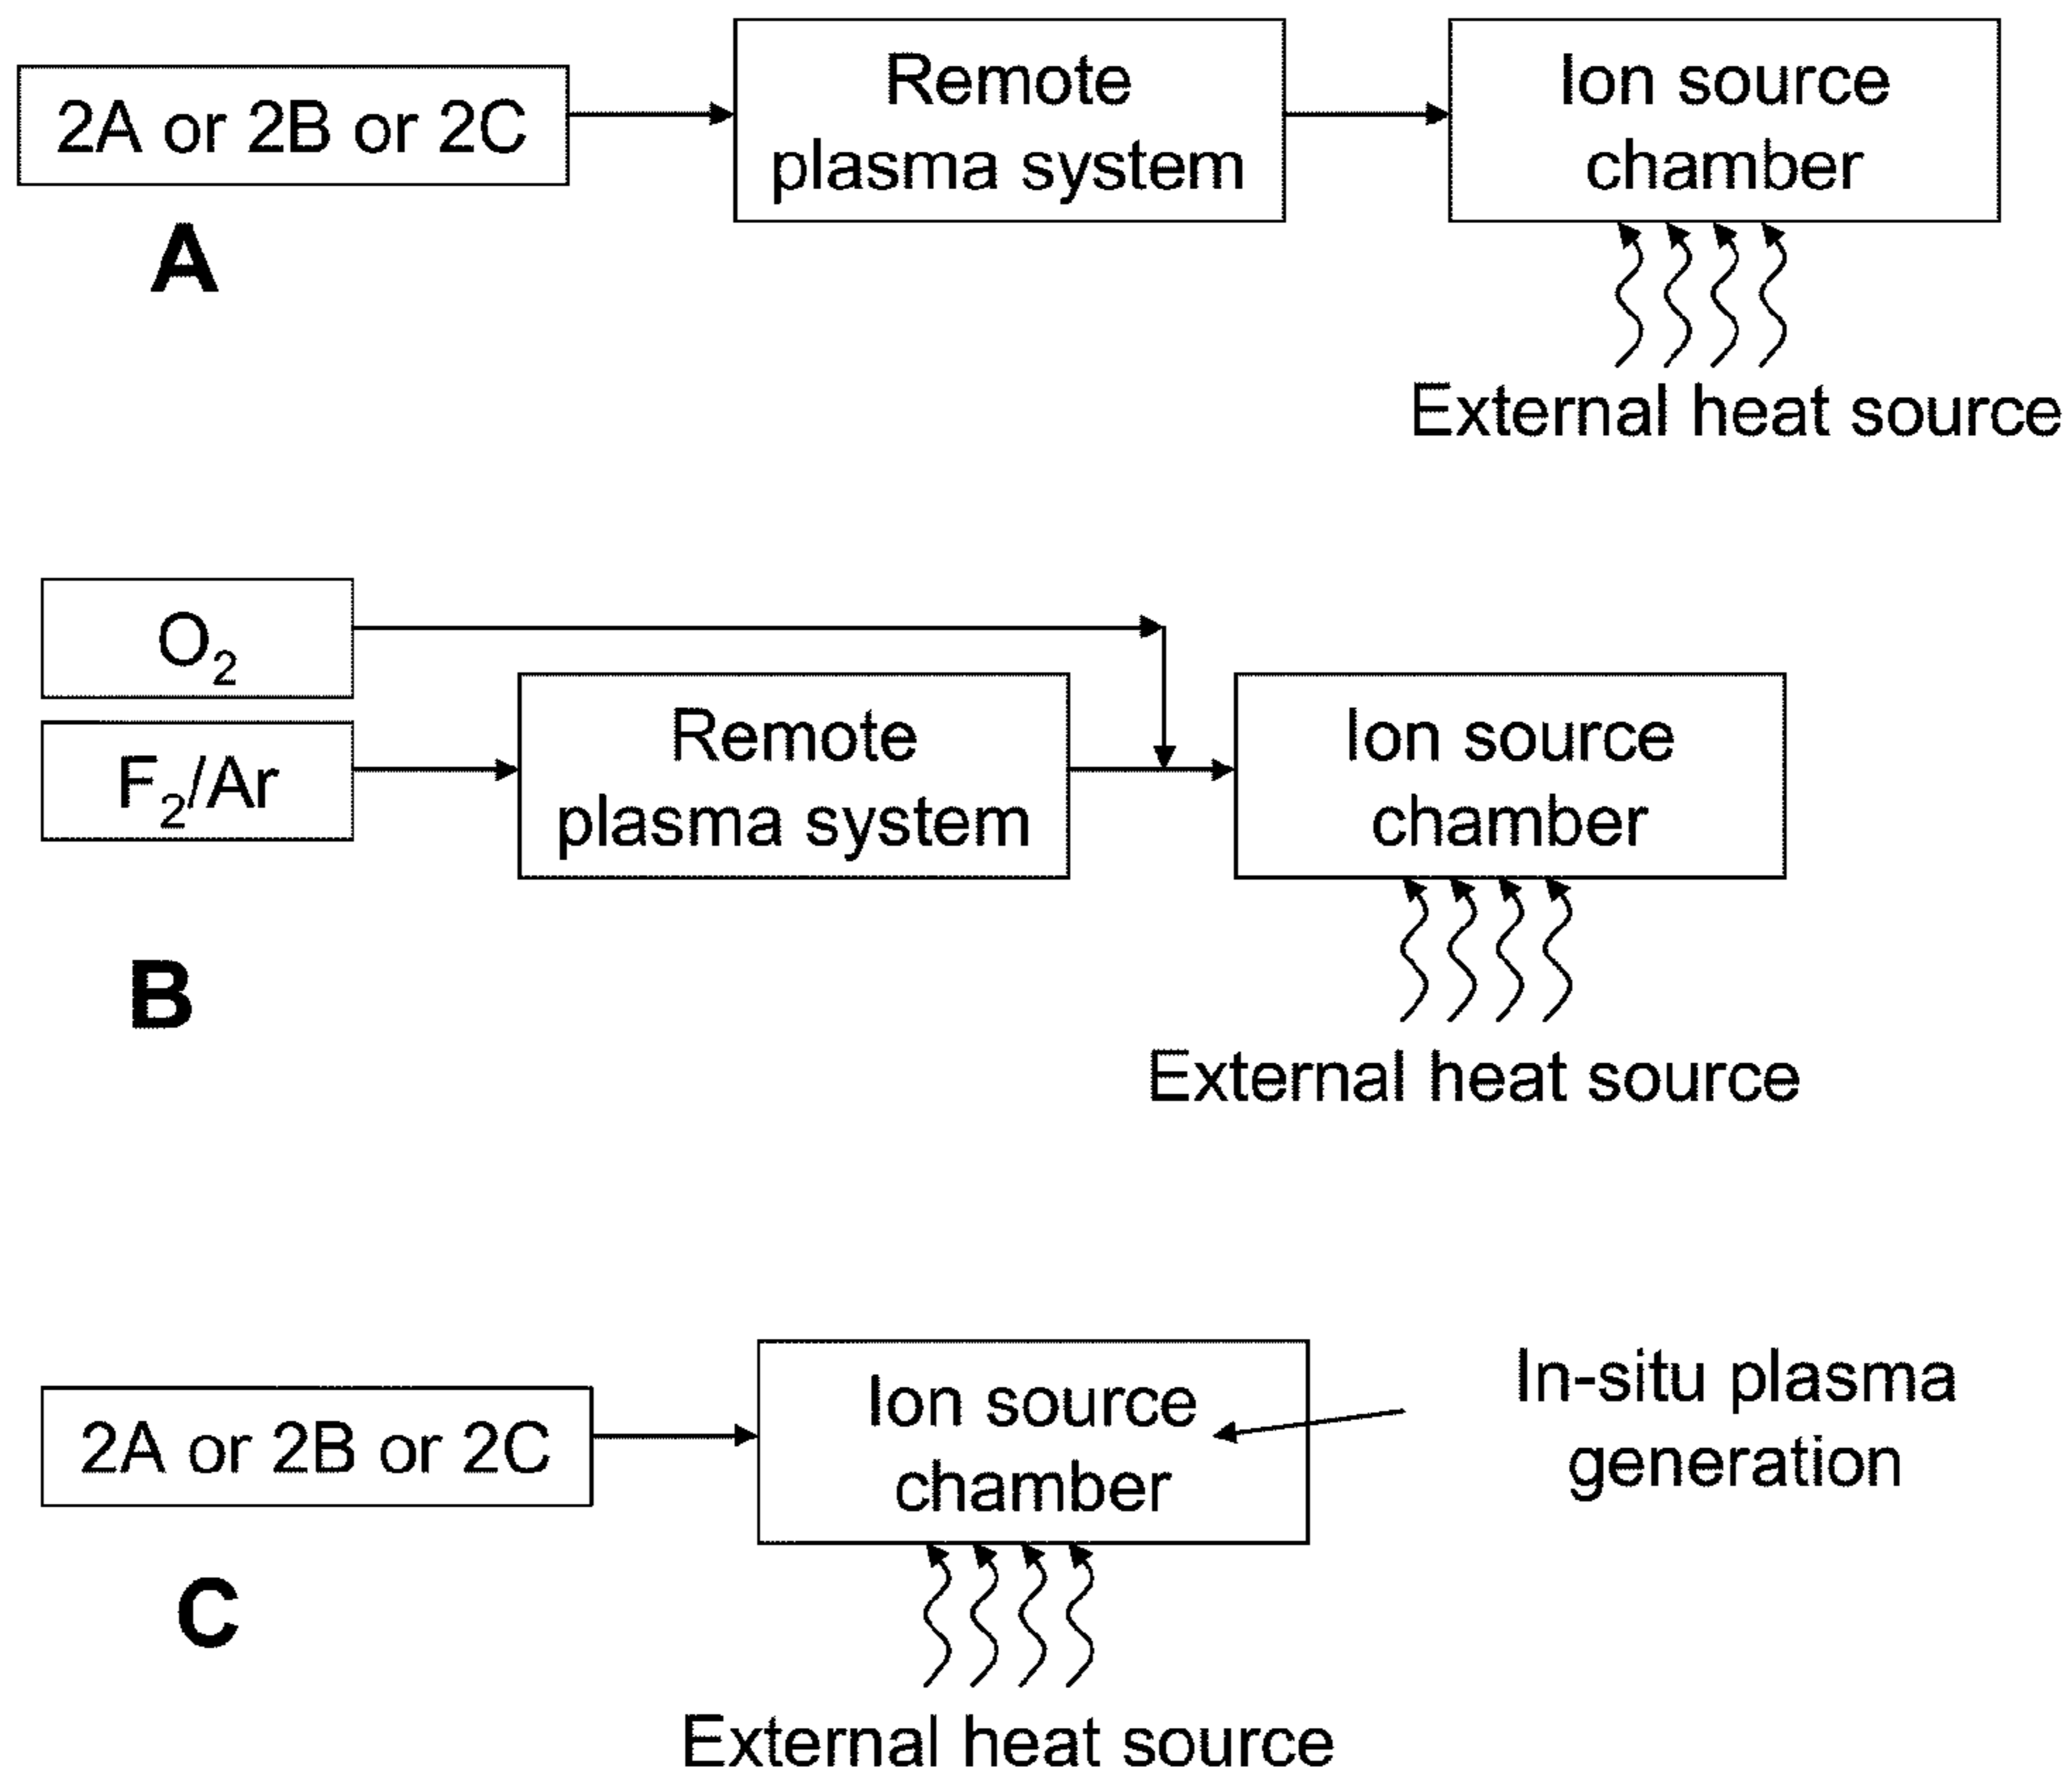 2A or 2B or 2C
Remote
plasma system
Ion source
chamber
A
External heat source
O₂
F₂/Ar
Remote
plasma system
Ion source
chamber
B
External heat source
2A or 2B or 2C
Ion source
chamber
In-situ plasma
generation
C
External heat source